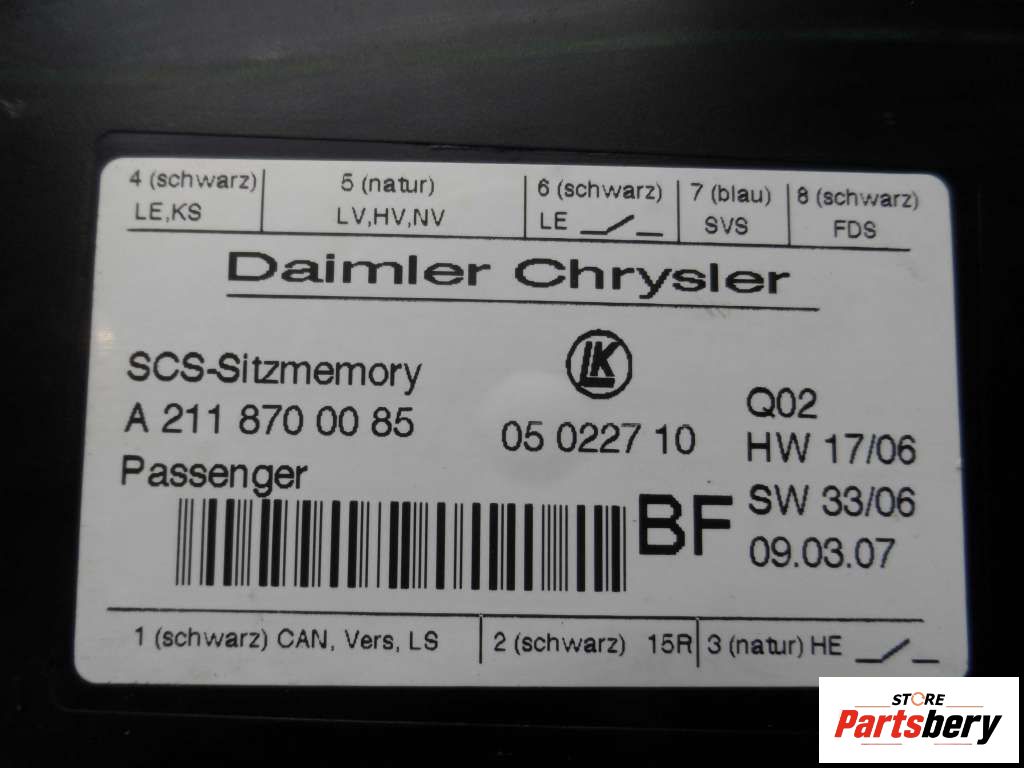 4 (schwarz) 5 (natur) 6 (schwarz) 7 (blau) 8 (schwarz)
LE,KS LV,HV,NV LE SVS FDS
Daimler Chrysler
LK
SCS-Sitzmemory
A 211 870 00 85 05 0227 10
Passenger
Q02
HW 17/06
BF SW 33/06
09.03.07
1 (schwarz) CAN, Vers, LS 2 (schwarz) 15R 3 (natur) HE
STORE
Partsbery